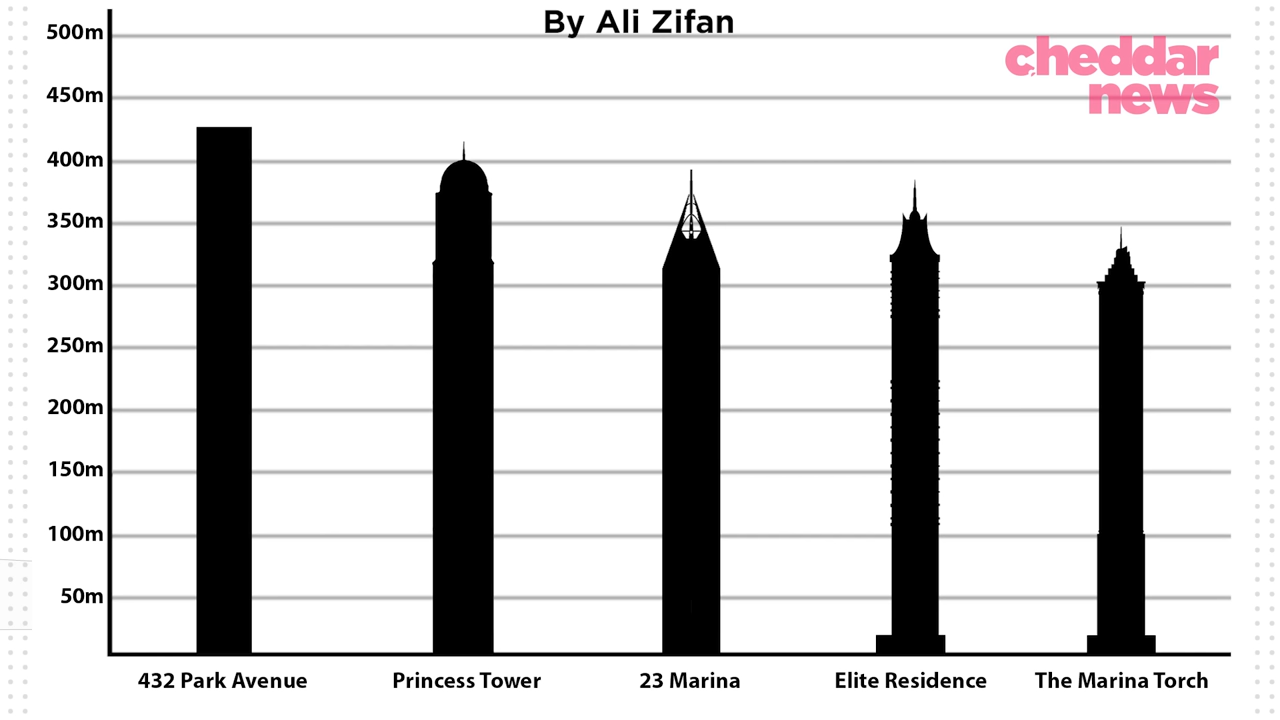 By Ali Zifan
cheddar
news
500m
450m
400m
350m
300m
250m
200m
150m
100m
50m
432 Park Avenue
Princess Tower
23 Marina
Elite Residence
The Marina Torch